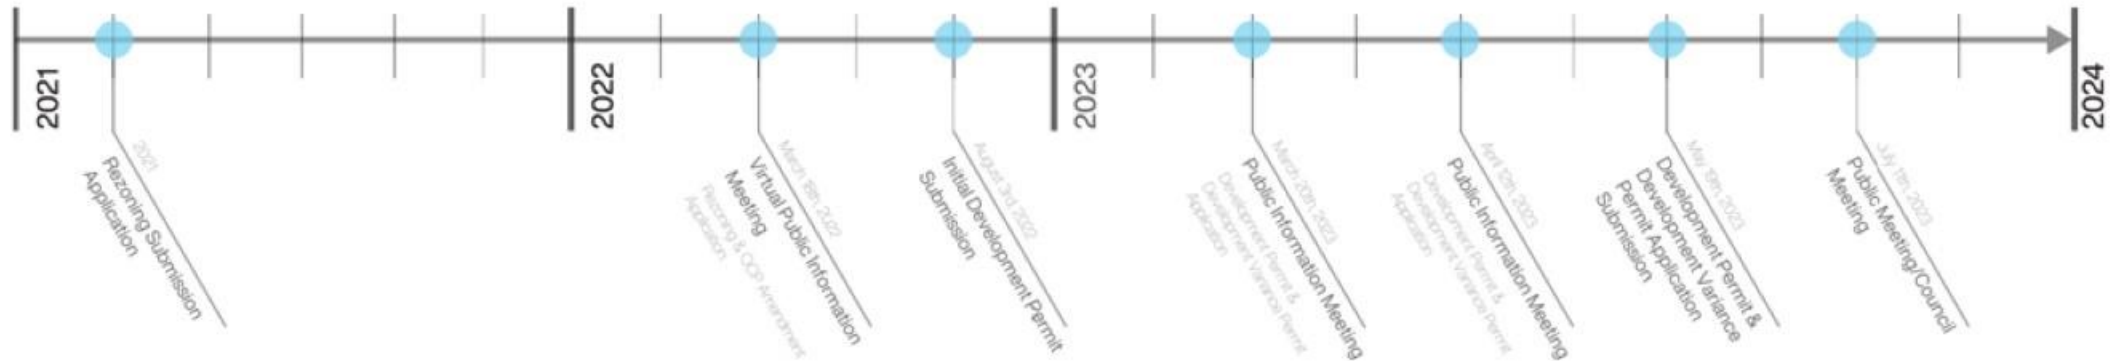 2021
2021
Rezoning Submission
Application
2022
March 16th, 2022
Virtual Public Information
Meeting
Rezoning & OCP Amendment
Application
August 3rd 2022
Initial Development Permit
Submission
2023
March 20th, 2023
Public Information Meeting
Development Permit &
Development Variance Permit
Application
April 12th, 2023
Public Information Meeting
Development Permit &
Development Variance Permit
Application
May 19th, 2023
Development Permit &
Development Variance
Permit Application
Submission
July 11th, 2023
Public Meeting/Council
Meeting
2024